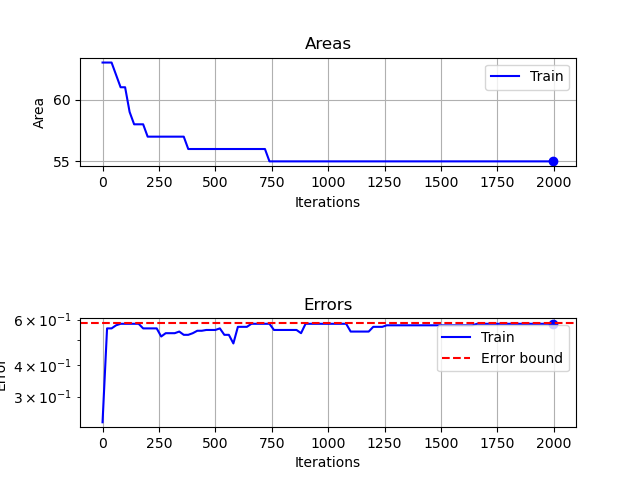 Areas
Train
60
55
Area
0 250 500 750 1000 1250 1500 1750 2000
Iterations
Errors
6 × 10⁻¹
4 × 10⁻¹
3 × 10⁻¹
Error
Train
Error bound
0 250 500 750 1000 1250 1500 1750 2000
Iterations